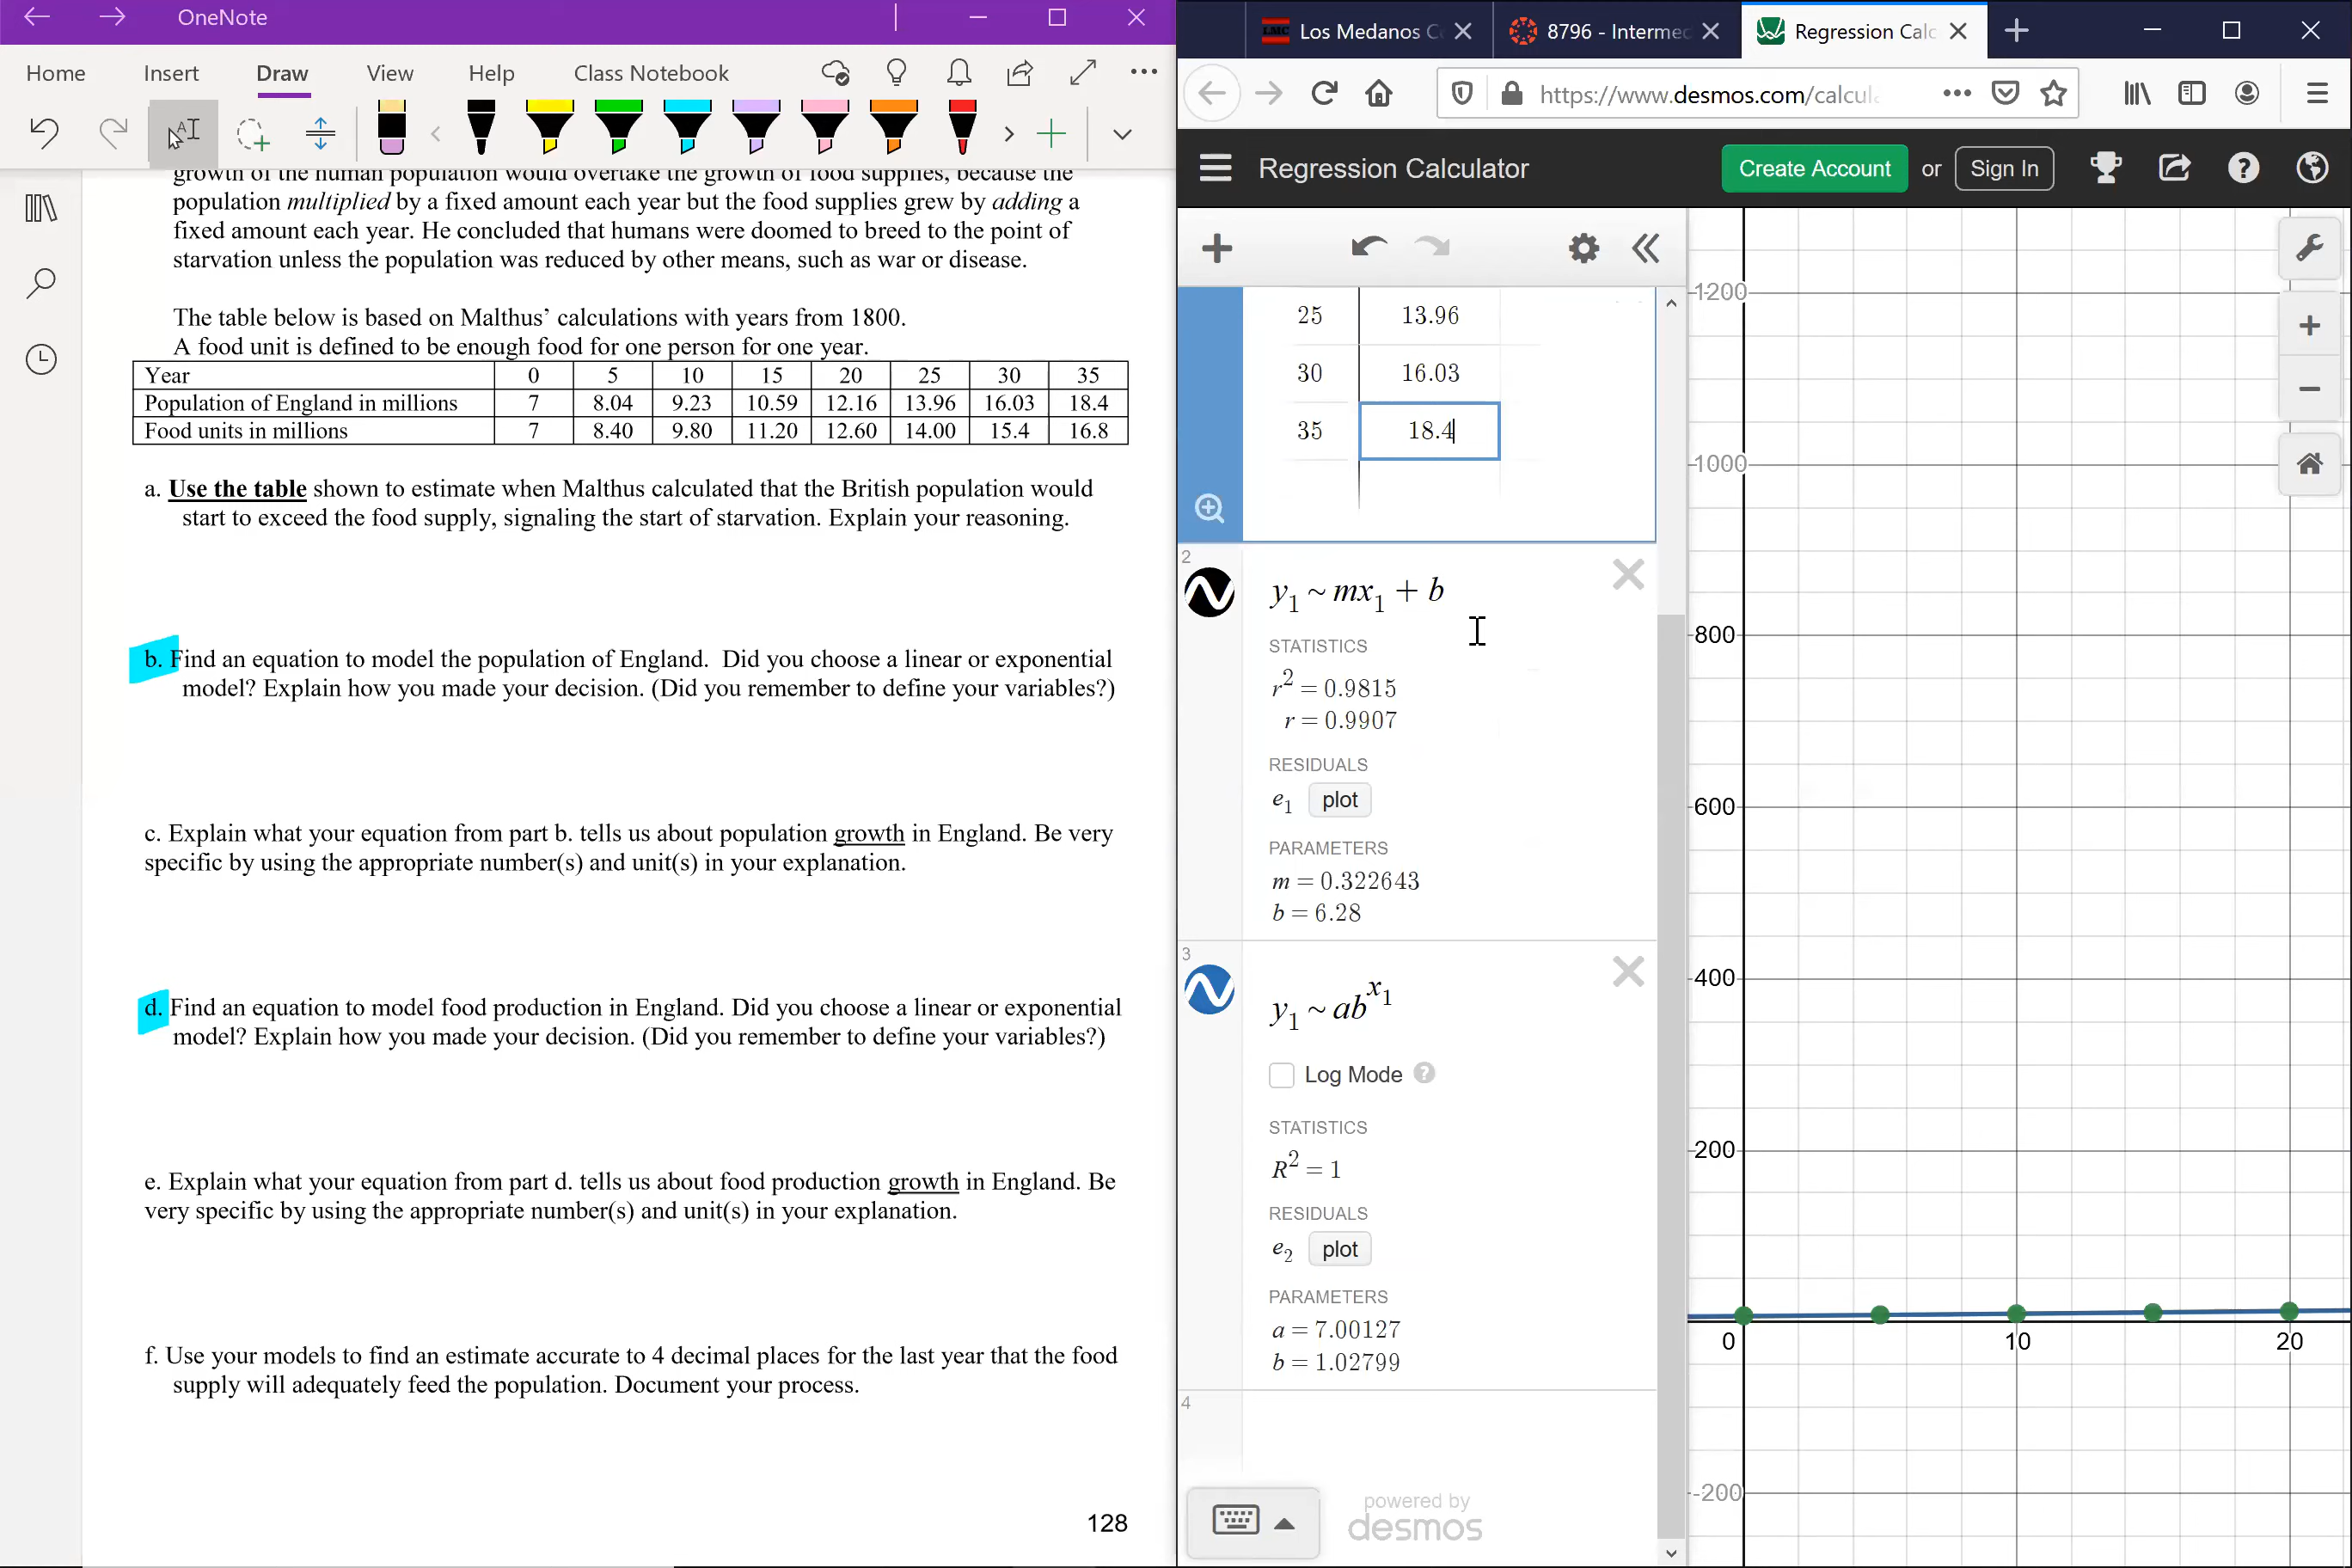 OneNote
Home Insert Draw View Help Class Notebook
growth of the human population would overtake the growth of food supplies, because the
population multiplied by a fixed amount each year but the food supplies grew by adding a
fixed amount each year. He concluded that humans were doomed to breed to the point of
starvation unless the population was reduced by other means, such as war or disease.
The table below is based on Malthus’ calculations with years from 1800.
A food unit is defined to be enough food for one person for one year.
Year 0 5 10 15 20 25 30 35
Population of England in millions 7 8.04 9.23 10.59 12.16 13.96 16.03 18.4
Food units in millions 7 8.40 9.80 11.20 12.60 14.00 15.4 16.8
a. Use the table shown to estimate when Malthus calculated that the British population would
start to exceed the food supply, signaling the start of starvation. Explain your reasoning.
b. Find an equation to model the population of England. Did you choose a linear or exponential
model? Explain how you made your decision. (Did you remember to define your variables?)
c. Explain what your equation from part b. tells us about population growth in England. Be very
specific by using the appropriate number(s) and unit(s) in your explanation.
d. Find an equation to model food production in England. Did you choose a linear or exponential
model? Explain how you made your decision. (Did you remember to define your variables?)
e. Explain what your equation from part d. tells us about food production growth in England. Be
very specific by using the appropriate number(s) and unit(s) in your explanation.
f. Use your models to find an estimate accurate to 4 decimal places for the last year that the food
supply will adequately feed the population. Document your process.
128
LMC Los Medanos C
8796 - Intermec
Regression Calc
https://www.desmos.com/calcul
Regression Calculator Create Account or Sign In
25 13.96
30 16.03
35 18.4
2
y₁ ~ mx₁ + b
STATISTICS
r² = 0.9815
r = 0.9907
RESIDUALS
e₁ plot
PARAMETERS
m = 0.322643
b = 6.28
3
y₁ ~ ab^x₁
Log Mode ?
STATISTICS
R² = 1
RESIDUALS
e₂ plot
PARAMETERS
a = 7.00127
b = 1.02799
4
powered by
desmos
1200
1000
800
600
400
200
0 10 20
-200